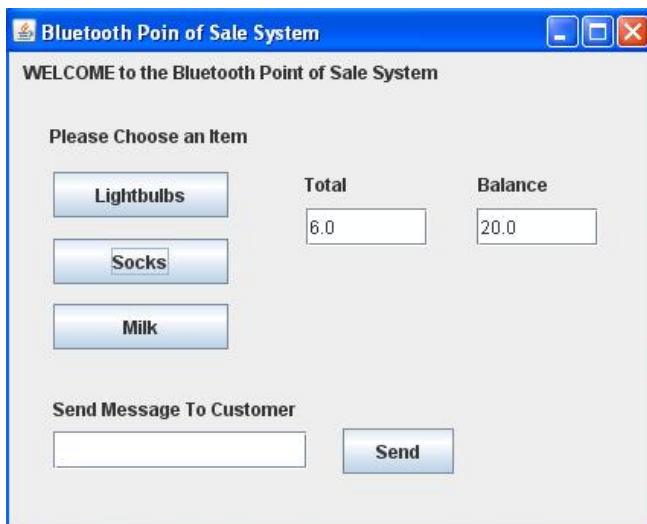 Bluetooth Poin of Sale System
WELCOME to the Bluetooth Point of Sale System
Please Choose an Item
Lightbulbs
Total
Balance
6.0
20.0
Socks
Milk
Send Message To Customer
Send